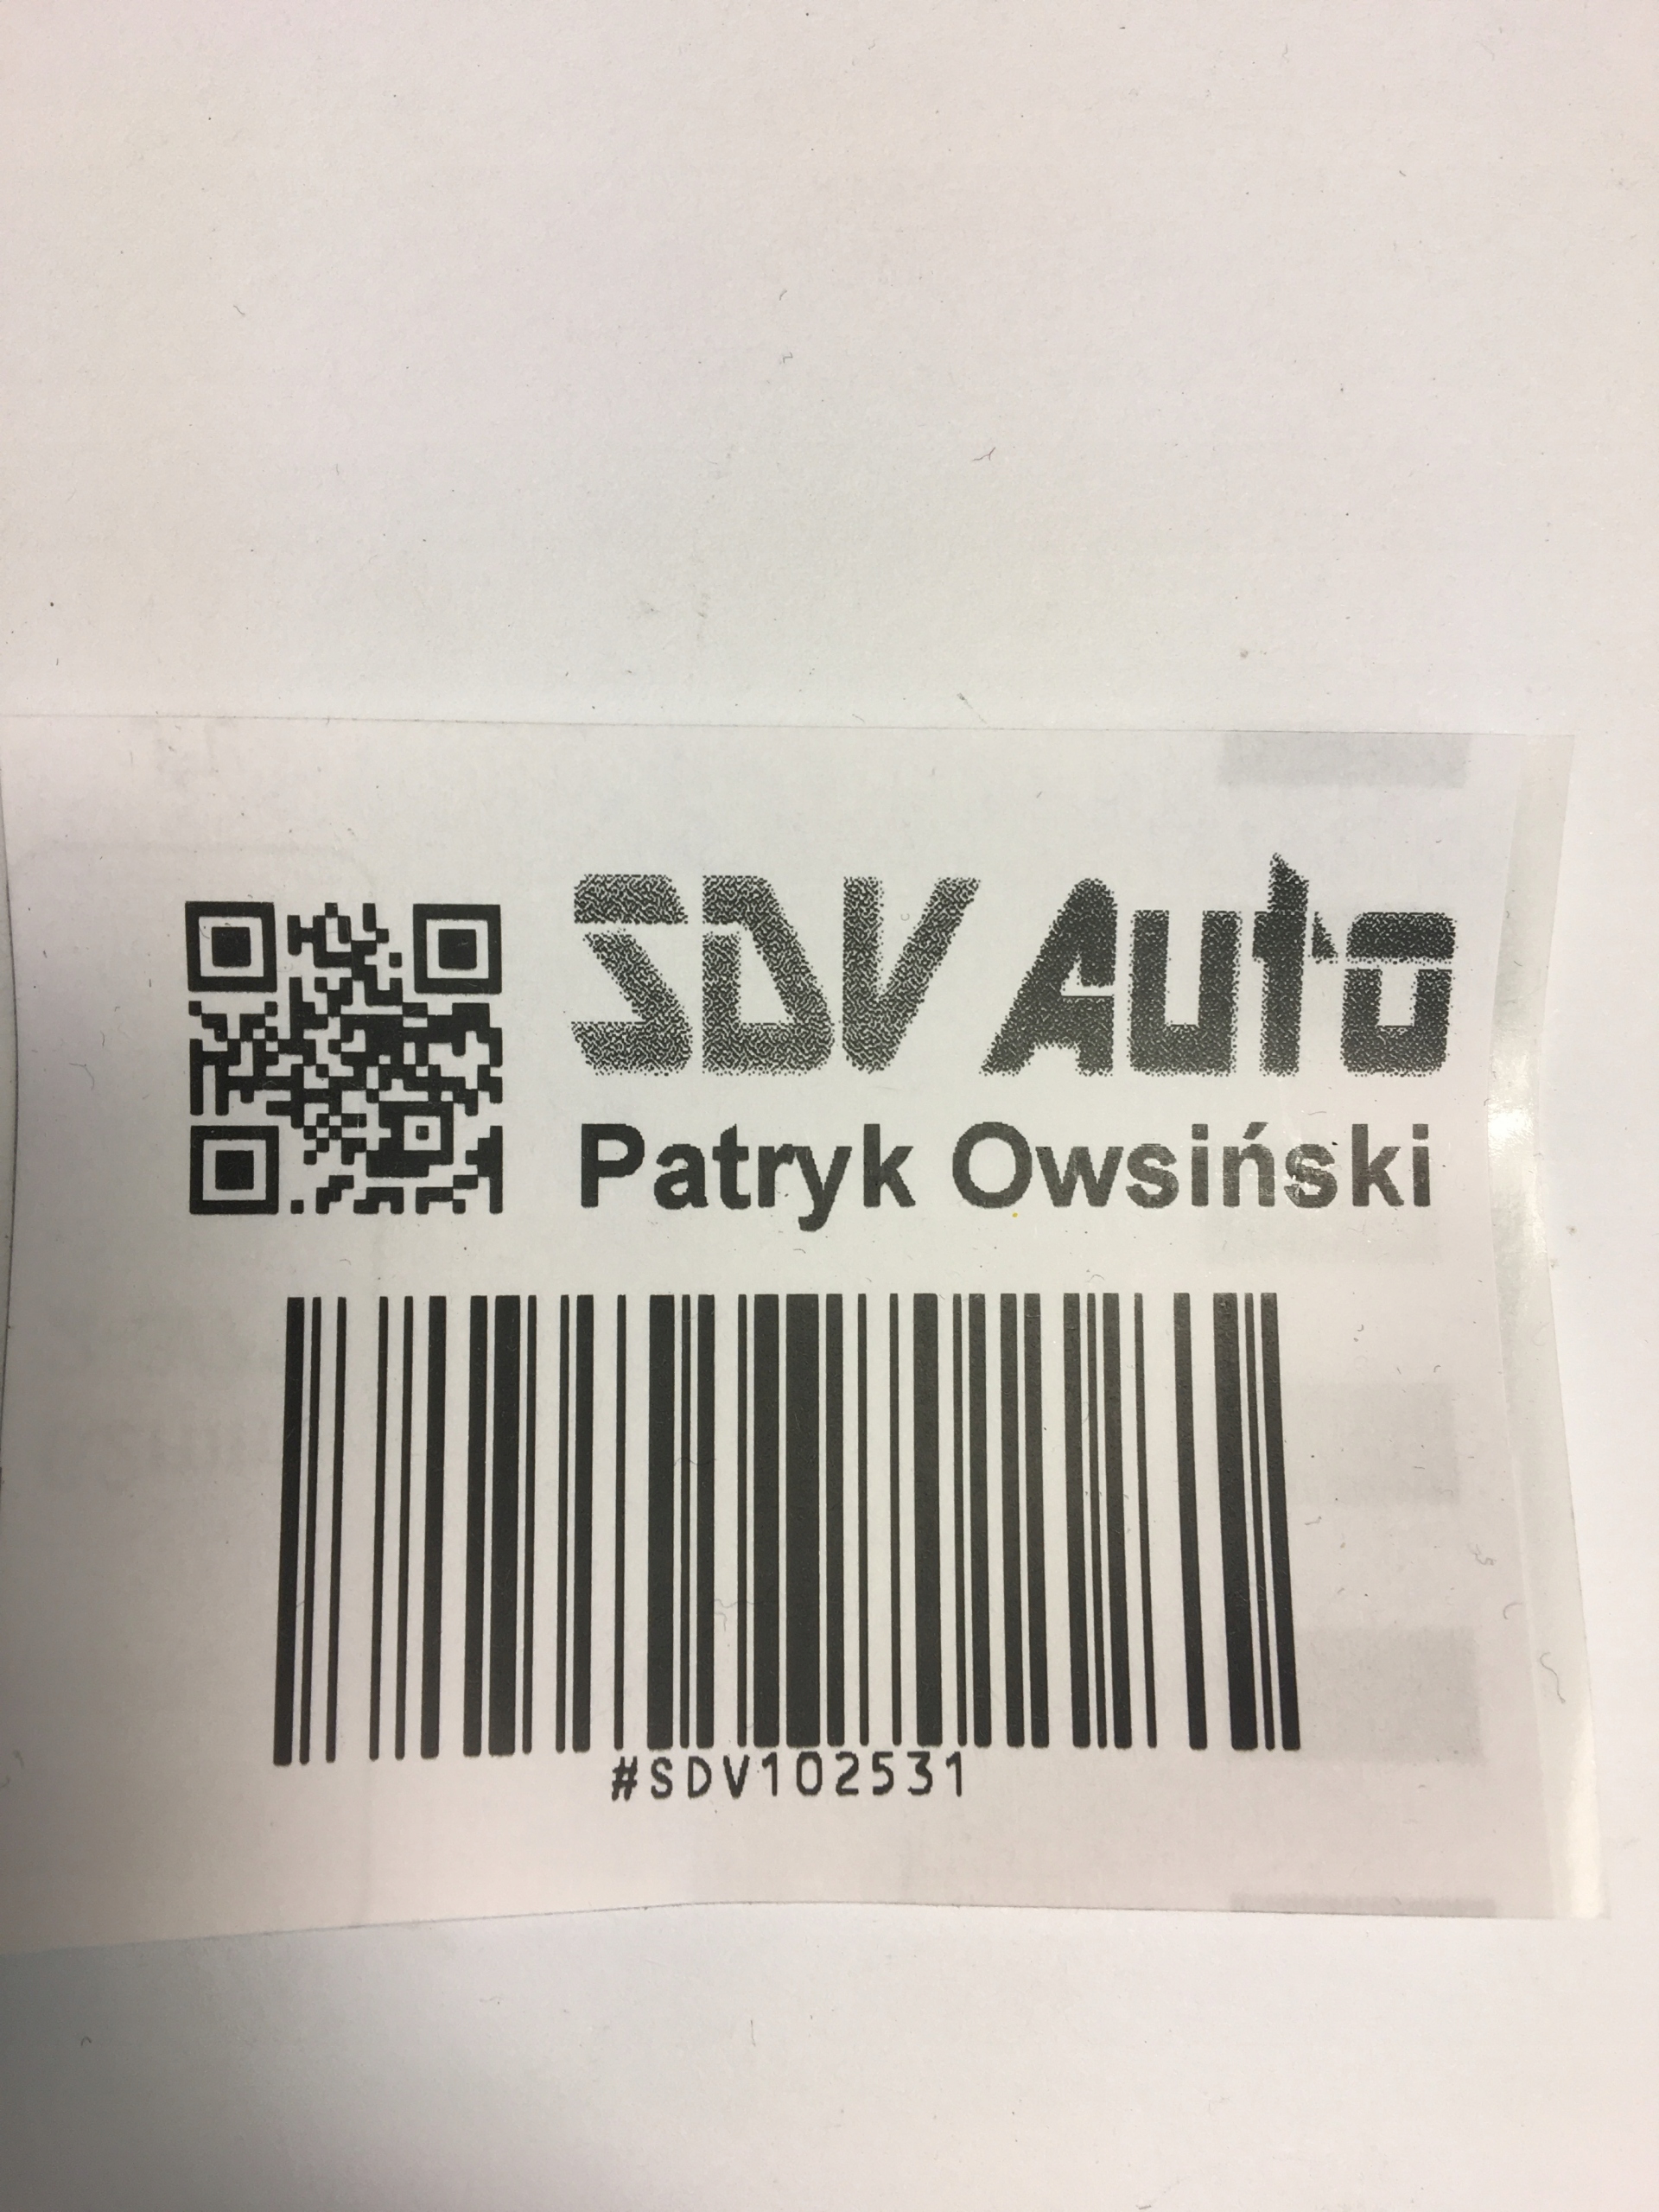 SDV Auto
Patryk Owsiński
#SDV102531